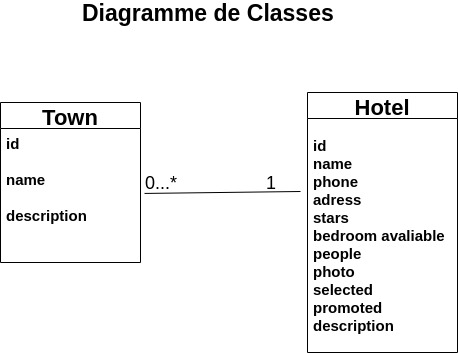 Diagramme de Classes
Town
id
name
description
0...*
1
Hotel
id
name
phone
adress
stars
bedroom avaliable
people
photo
selected
promoted
description